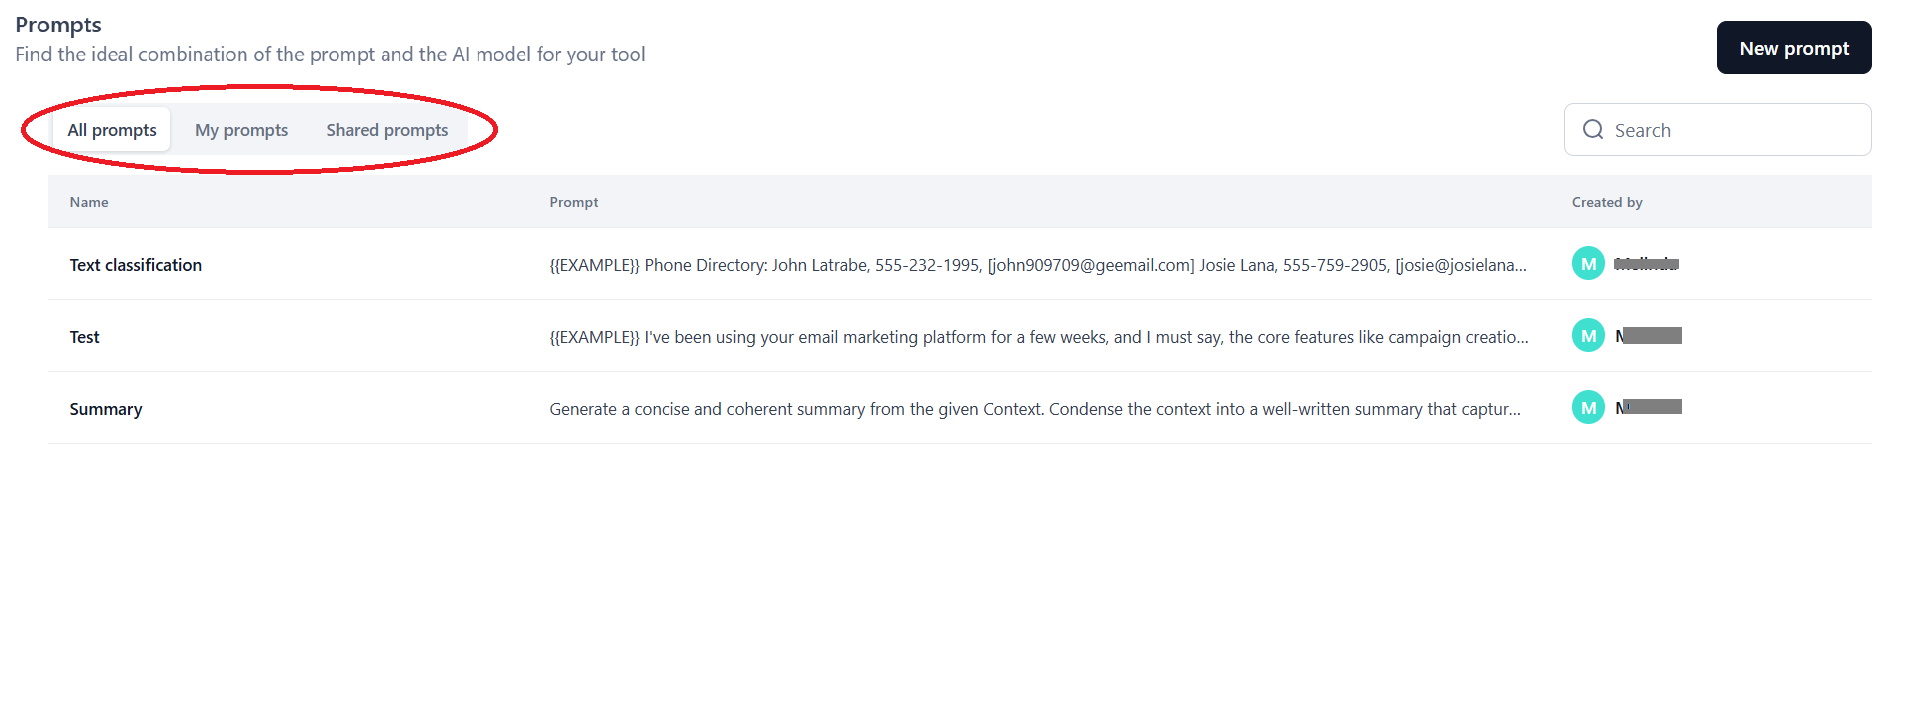 Prompts
Find the ideal combination of the prompt and the AI model for your tool
New prompt
All prompts My prompts Shared prompts
Search
Name Prompt Created by
Text classification {{EXAMPLE}} Phone Directory: John Latrabe, 555-232-1995, [john909709@geemail.com] Josie Lana, 555-759-2905, [josie@josielana...
M
Test {{EXAMPLE}} I've been using your email marketing platform for a few weeks, and I must say, the core features like campaign creatio...
M
Summary Generate a concise and coherent summary from the given Context. Condense the context into a well-written summary that captur...
M